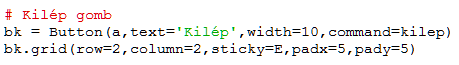 # Kilép gomb
bk = Button(a,text='Kilép',width=10,command=kilep)
bk.grid(row=2,column=2,sticky=E,padx=5,pady=5)